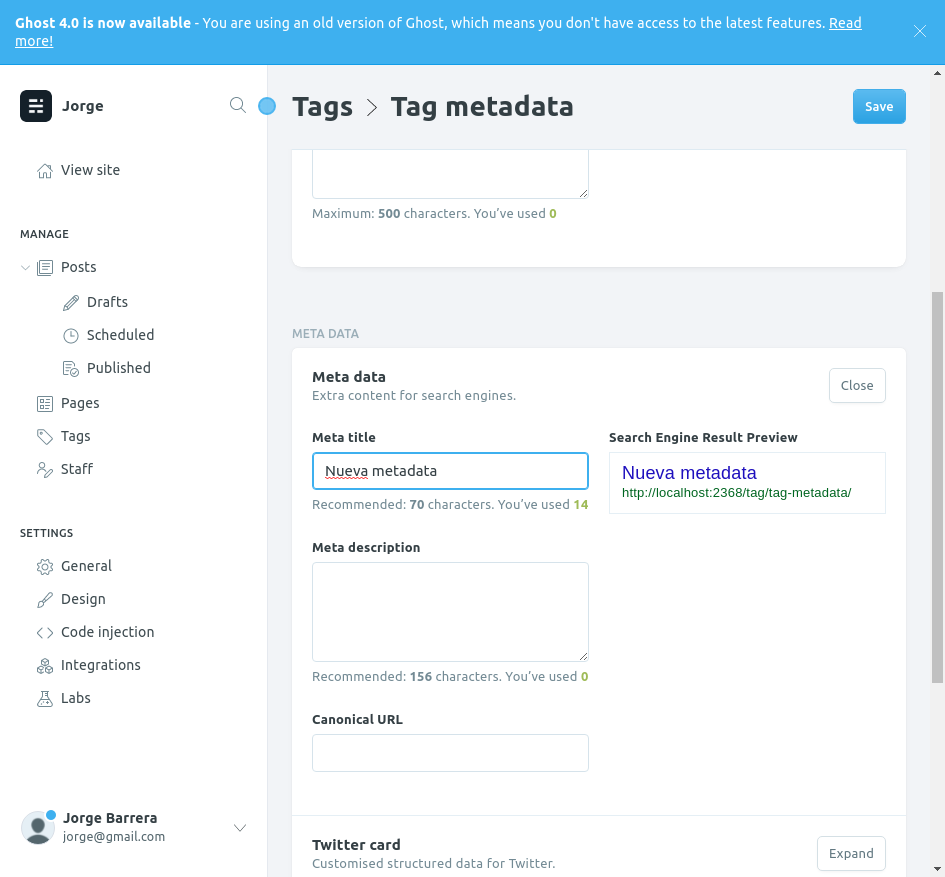 Ghost 4.0 is now available - You are using an old version of Ghost, which means you don't have access to the latest features. Read
more!
Jorge
Tags > Tag metadata
Save
View site
Maximum: 500 characters. You’ve used 0
MANAGE
Posts
Drafts
Scheduled
Published
Pages
Tags
Staff
META DATA
Meta data
Extra content for search engines.
Close
Meta title
Nueva metadata
Recommended: 70 characters. You’ve used 14
Search Engine Result Preview
Nueva metadata
http://localhost:2368/tag/tag-metadata/
SETTINGS
General
Design
Code injection
Integrations
Labs
Meta description
Recommended: 156 characters. You’ve used 0
Canonical URL
Jorge Barrera
jorge@gmail.com
Twitter card
Customised structured data for Twitter.
Expand